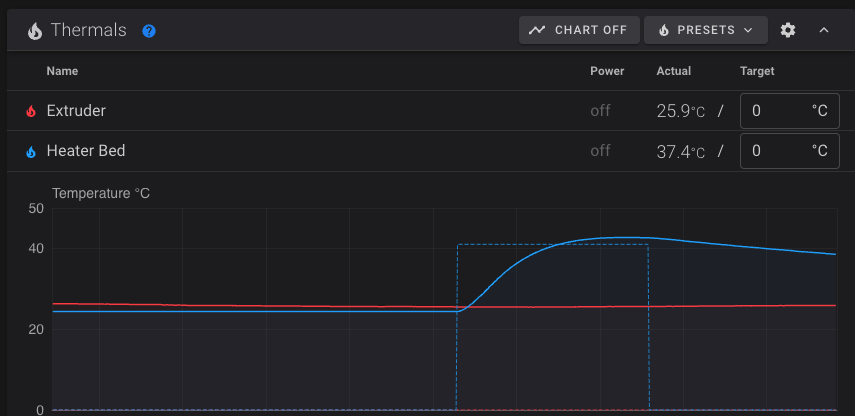 Thermals ? CHART OFF PRESETS
Name Power Actual Target
Extruder off 25.9°C / 0 °C
Heater Bed off 37.4°C / 0 °C
Temperature °C
50
40
20
0